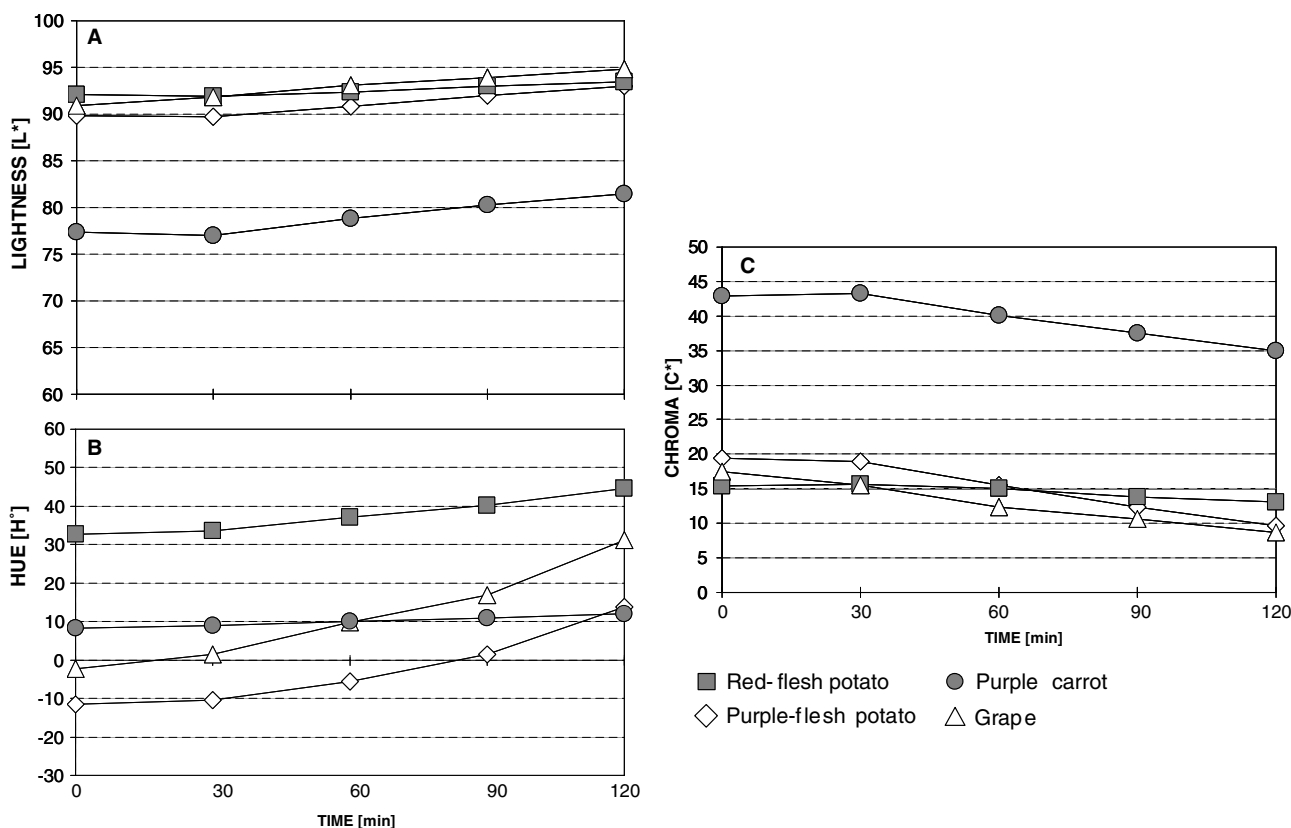 A
LIGHTNESS [L*]
100
95
90
85
80
75
70
65
60
B
HUE [H°]
60
50
40
30
20
10
0
-10
-20
-30
0 30 60 90 120
TIME [min]
C
CHROMA [C*]
50
45
40
35
30
25
20
15
10
5
0
0 30 60 90 120
TIME [min]
Red-flesh potato Purple carrot
Purple-flesh potato Grape